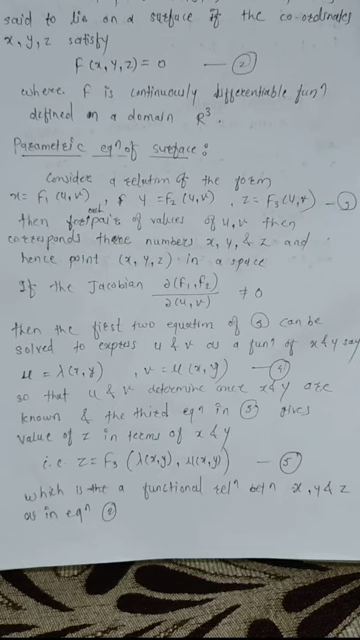 said to lie on a surface if the co-ordinates
x, y, z satisfy
F(x, y, z) = 0 — (2)
where F is continuously differentiable funⁿ
defined on a domain R³.
Parametric eqⁿ of surface:
Consider a relation of the form
x = F₁(u,v), y = F₂(u,v), z = F₃(u,v) — (3)
then for each pair of values of u, v then
corresponds there numbers x, y, & z and
hence point (x, y, z) in a space
If the Jacobian ∂(F₁, F₂)/∂(u, v) ≠ 0
then the first two equation of (3) can be
solved to express u & v as a funⁿ of x & y say
u = λ(x, y), v = μ(x, y) — (4)
so that u & v determine once x & y are
known & the third eqⁿ in (3) gives
value of z in terms of x & y
i.e. z = F₃(λ(x,y), μ(x,y)) — (5)
which is the a functional relⁿ betⁿ x, y & z
as in eqⁿ (2)